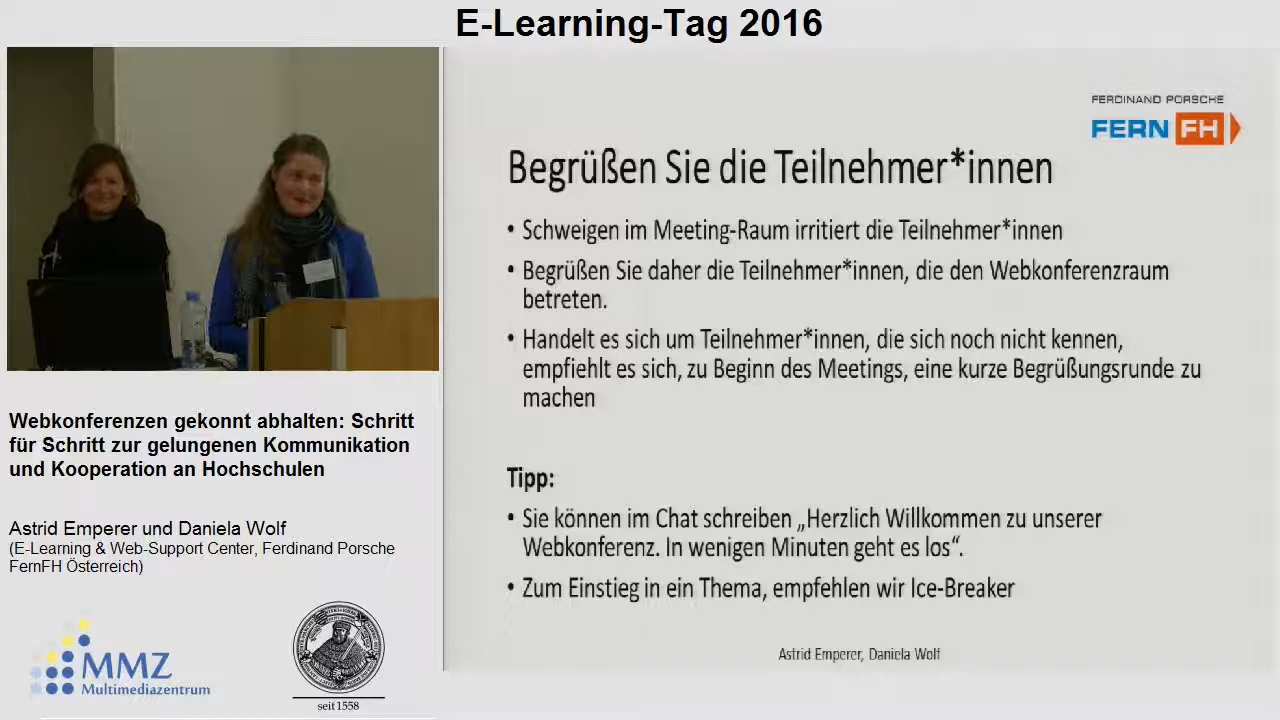 E-Learning-Tag 2016
FERDINAND PORSCHE
FERN FH
Begrüßen Sie die Teilnehmer*innen
• Schweigen im Meeting-Raum irritiert die Teilnehmer*innen
• Begrüßen Sie daher die Teilnehmer*innen, die den Webkonferenzraum
betreten.
• Handelt es sich um Teilnehmer*innen, die sich noch nicht kennen,
empfiehlt es sich, zu Beginn des Meetings, eine kurze Begrüßungsrunde zu
machen
Tipp:
• Sie können im Chat schreiben „Herzlich Willkommen zu unserer
Webkonferenz. In wenigen Minuten geht es los“.
• Zum Einstieg in ein Thema, empfehlen wir Ice-Breaker
Astrid Emperer, Daniela Wolf
Webkonferenzen gekonnt abhalten: Schritt
für Schritt zur gelungenen Kommunikation
und Kooperation an Hochschulen
Astrid Emperer und Daniela Wolf
(E-Learning & Web-Support Center, Ferdinand Porsche
FernFH Österreich)
MMZ
Multimediazentrum
seit 1558